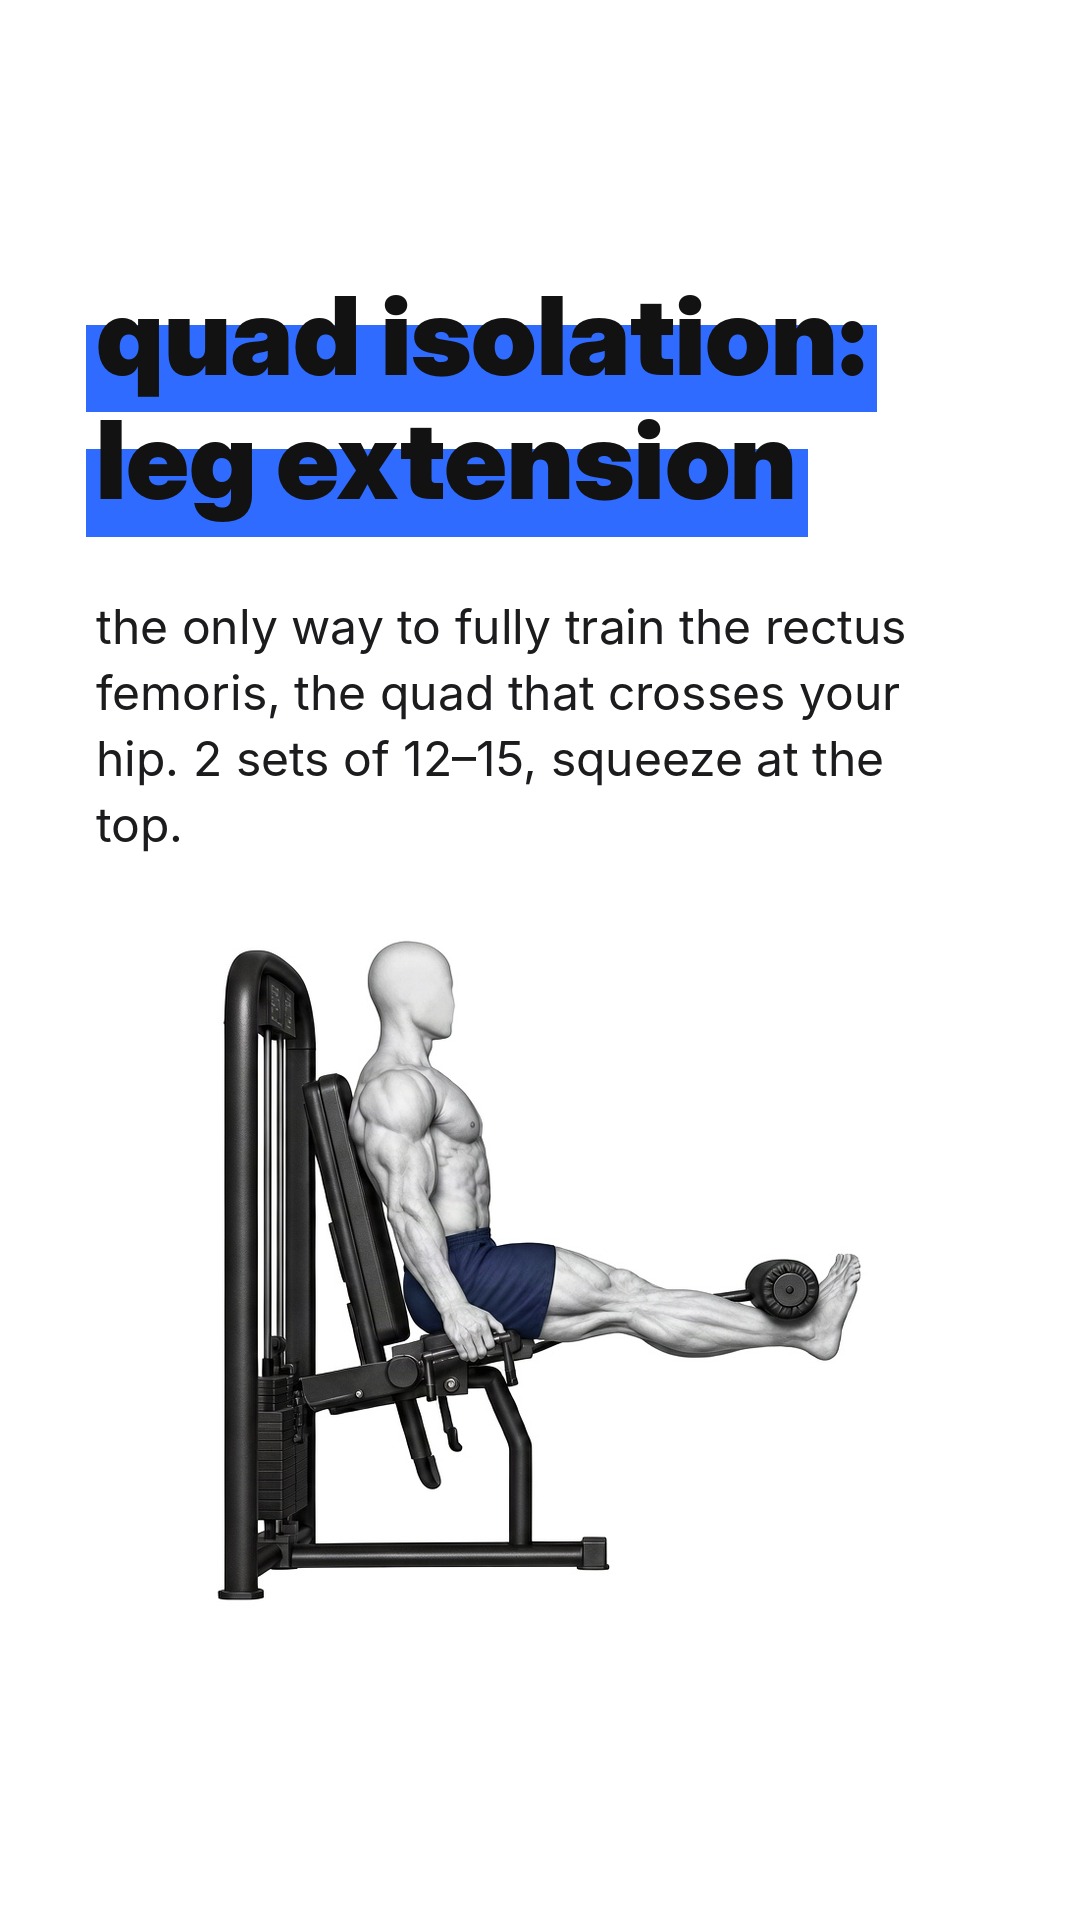 quad isolation:
leg extension
the only way to fully train the rectus
femoris, the quad that crosses your
hip. 2 sets of 12–15, squeeze at the
top.